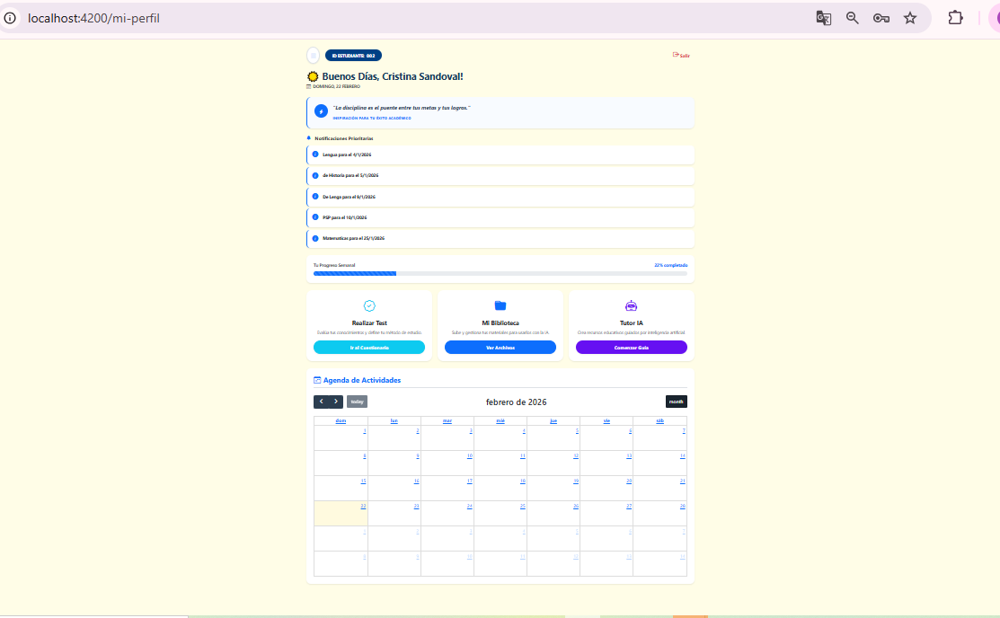 localhost:4200/mi-perfil
ID ESTUDIANTE: 803
Salir
Buenos Días, Cristina Sandoval!
DOMINGO, 22 FEBRERO
"La disciplina es el puente entre tus metas y tus logros."
INSPIRACIÓN PARA TU ÉXITO ACADÉMICO
Notificaciones Prioritarias
Lengua para el 4/1/2026
de Historia para el 5/1/2026
De Lenga para el 9/1/2026
PSP para el 10/1/2026
Matematicas para el 25/1/2026
Tu Progreso Semanal 22% completado
Realizar Test
Evalúa tus conocimientos y define tu método de estudio.
Ir al Cuestionario
Mi Biblioteca
Sube y gestiona tus materiales para usarlos con la IA.
Ver Archivos
Tutor IA
Crea recursos educativos guiados por Inteligencia artificial.
Comenzar Guía
Agenda de Actividades
today febrero de 2026 month
dom lun mar mié jue vie sáb
1 2 3 4 5 6 7
8 9 10 11 12 13 14
15 16 17 18 19 20 21
22 23 24 25 26 27 28
1 2 3 4 5 6 7
8 9 10 11 12 13 14